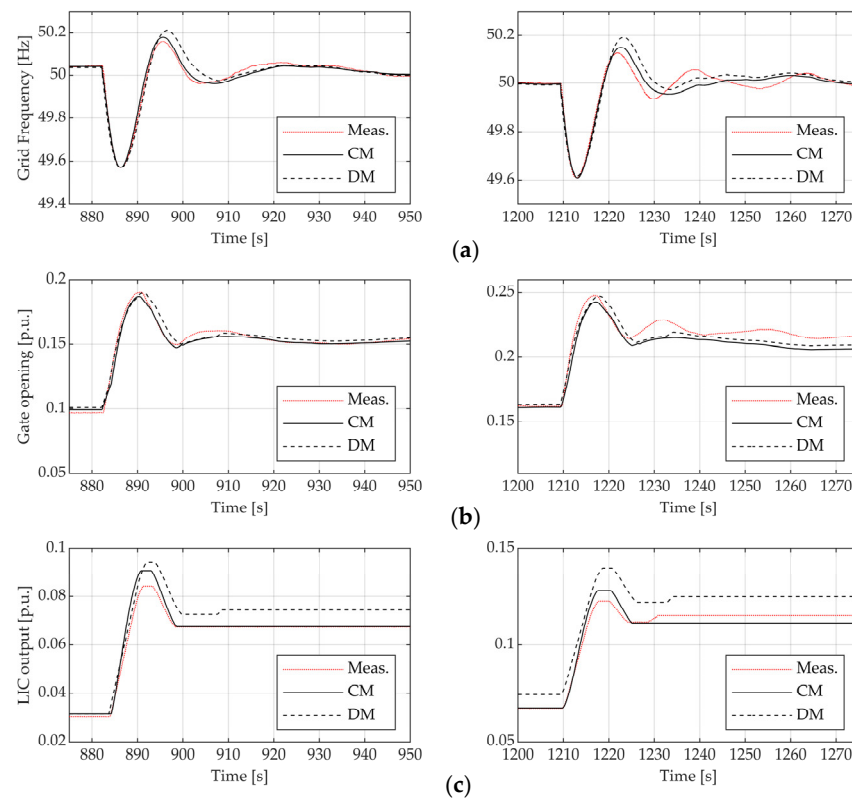 50.2
50
49.8
49.6
49.4
Grid Frequency [Hz]
Meas.
CM
DM
880 890 900 910 920 930 940 950
Time [s]
50.2
50
49.8
49.6
Meas.
CM
DM
1200 1210 1220 1230 1240 1250 1260 1270
Time [s]
(a)
0.2
0.15
0.1
0.05
Gate opening [p.u.]
Meas.
CM
DM
880 890 900 910 920 930 940 950
Time [s]
0.25
0.2
0.15
Meas.
CM
DM
1200 1210 1220 1230 1240 1250 1260 1270
Time [s]
(b)
0.1
0.08
0.06
0.04
0.02
LIC output [p.u.]
Meas.
CM
DM
880 890 900 910 920 930 940 950
Time [s]
0.15
0.1
0.05
Meas.
CM
DM
1200 1210 1220 1230 1240 1250 1260 1270
Time [s]
(c)